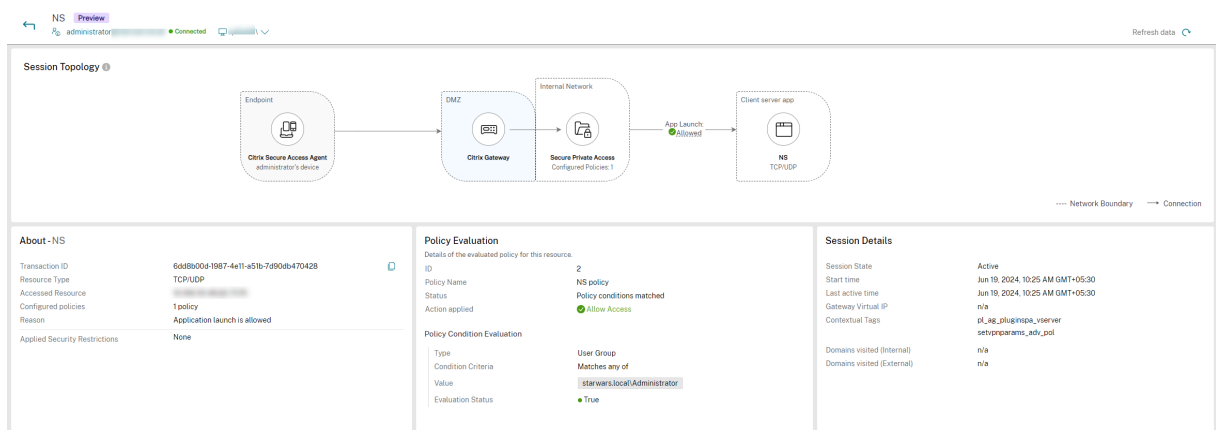 NS Preview
administrator Connected
Refresh data
Session Topology
Endpoint
Citrix Secure Access Agent
administrator's device
DMZ
Citrix Gateway
Internal Network
Secure Private Access
Configured Policies: 1
App Launch:
Allowed
Client server app
NS
TCP/UDP
Network Boundary Connection
About - NS
Transaction ID 6dd8b00d-1987-4e11-a51b-7d90db470428
Resource Type TCP/UDP
Accessed Resource
Configured policies 1 policy
Reason Application launch is allowed
Applied Security Restrictions None
Policy Evaluation
Details of the evaluated policy for this resource.
ID 2
Policy Name NS policy
Status Policy conditions matched
Action applied Allow Access
Policy Condition Evaluation
Type User Group
Condition Criteria Matches any of
Value starwars.local\Administrator
Evaluation Status True
Session Details
Session State Active
Start time Jun 19, 2024, 10:25 AM GMT+05:30
Last active time Jun 19, 2024, 10:25 AM GMT+05:30
Gateway Virtual IP n/a
Contextual Tags pl_ag_pluginspa_vserver
setvpnparams_adv_pol
Domains visited (Internal) n/a
Domains visited (External) n/a